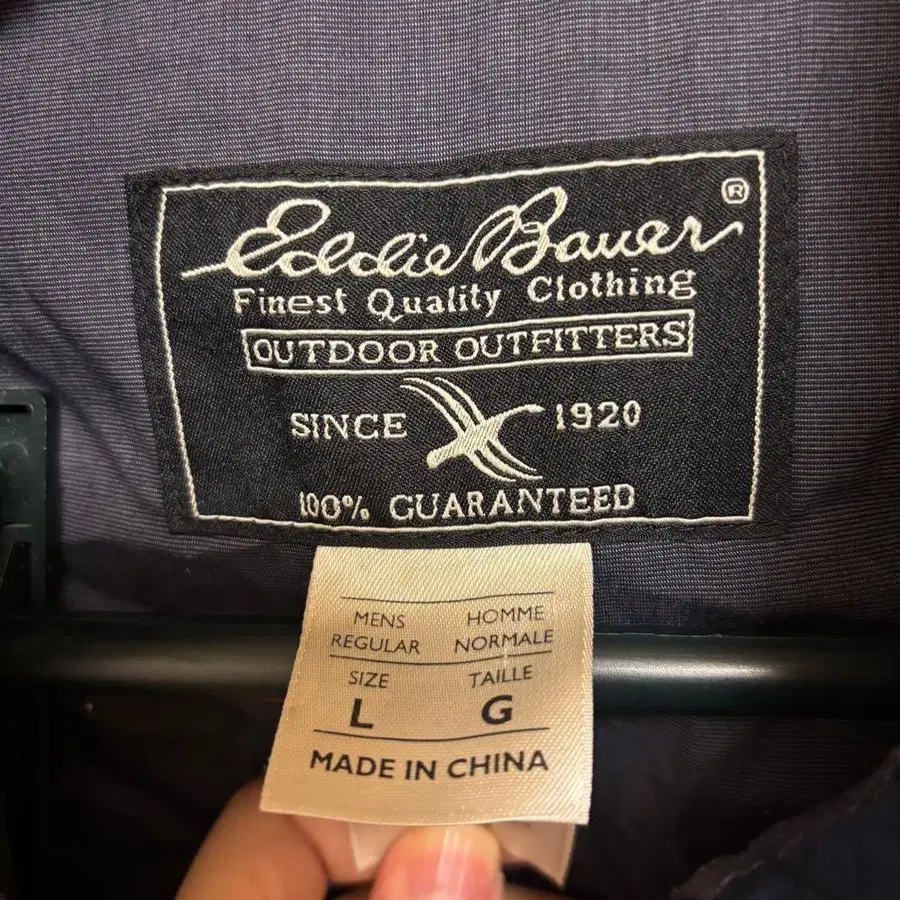 Eddie Bauer®
Finest Quality Clothing
OUTDOOR OUTFITTERS
SINCE 1920
100% GUARANTEED
MENS HOMME
REGULAR NORMALE
SIZE TAILLE
L G
MADE IN CHINA